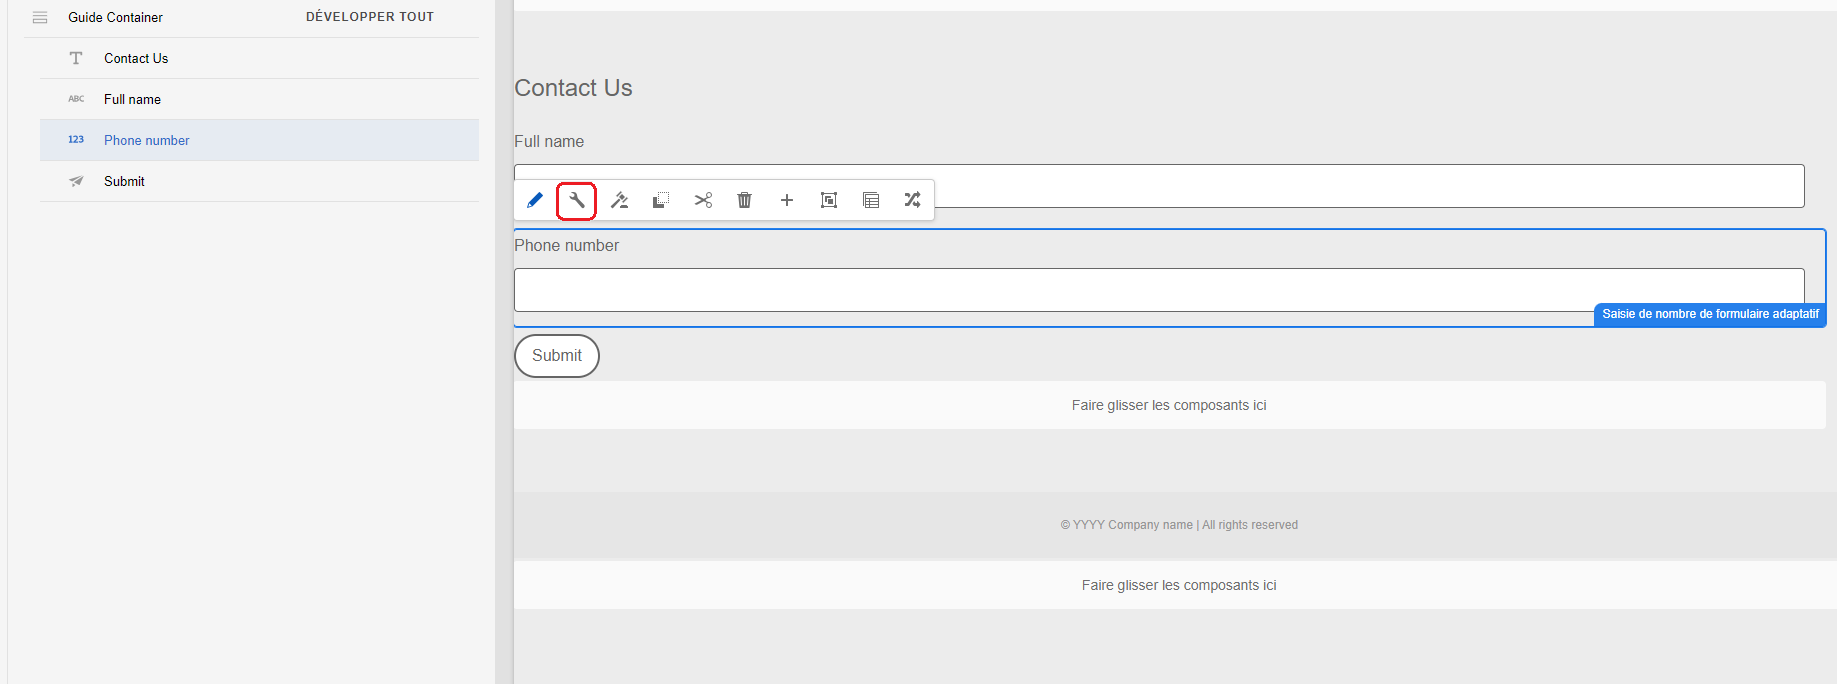 Guide Container DÉVELOPPER TOUT
Contact Us
ABC Full name
123 Phone number
Submit
Contact Us
Full name
Phone number
Saisie de nombre de formulaire adaptatif
Submit
Faire glisser les composants ici
© YYYY Company name | All rights reserved
Faire glisser les composants ici